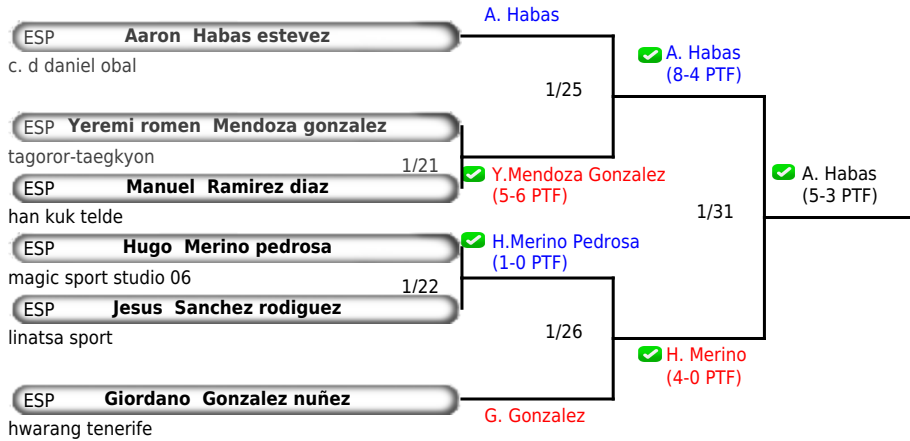 A. Habas
ESP Aaron Habas estevez
c. d daniel obal
A. Habas
(8-4 PTF)
1/25
ESP Yeremi romen Mendoza gonzalez
tagoror-taegkyon
1/21
Y.Mendoza Gonzalez
(5-6 PTF)
ESP Manuel Ramirez diaz
han kuk telde
A. Habas
(5-3 PTF)
1/31
ESP Hugo Merino pedrosa
magic sport studio 06
H.Merino Pedrosa
(1-0 PTF)
1/22
ESP Jesus Sanchez rodiguez
linatsa sport
1/26
H. Merino
(4-0 PTF)
ESP Giordano Gonzalez nuñez
hwarang tenerife
G. Gonzalez